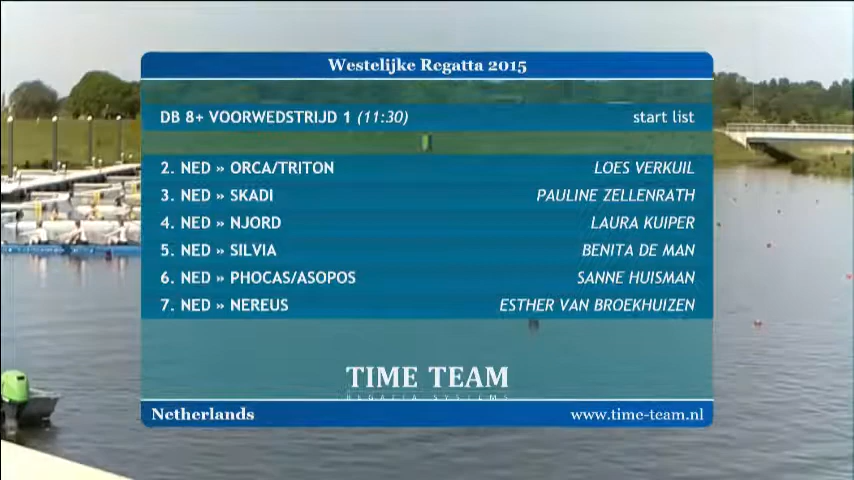 Westelijke Regatta 2015
DB 8+ VOORWEDSTRIJD 1 (11:30) start list
2. NED » ORCA/TRITON LOES VERKUIL
3. NED » SKADI PAULINE ZELLENRATH
4. NED » NJORD LAURA KUIPER
5. NED » SILVIA BENITA DE MAN
6. NED » PHOCAS/ASOPOS SANNE HUISMAN
7. NED » NEREUS ESTHER VAN BROEKHUIZEN
TIME TEAM
REGATTA SYSTEMS
Netherlands www.time-team.nl